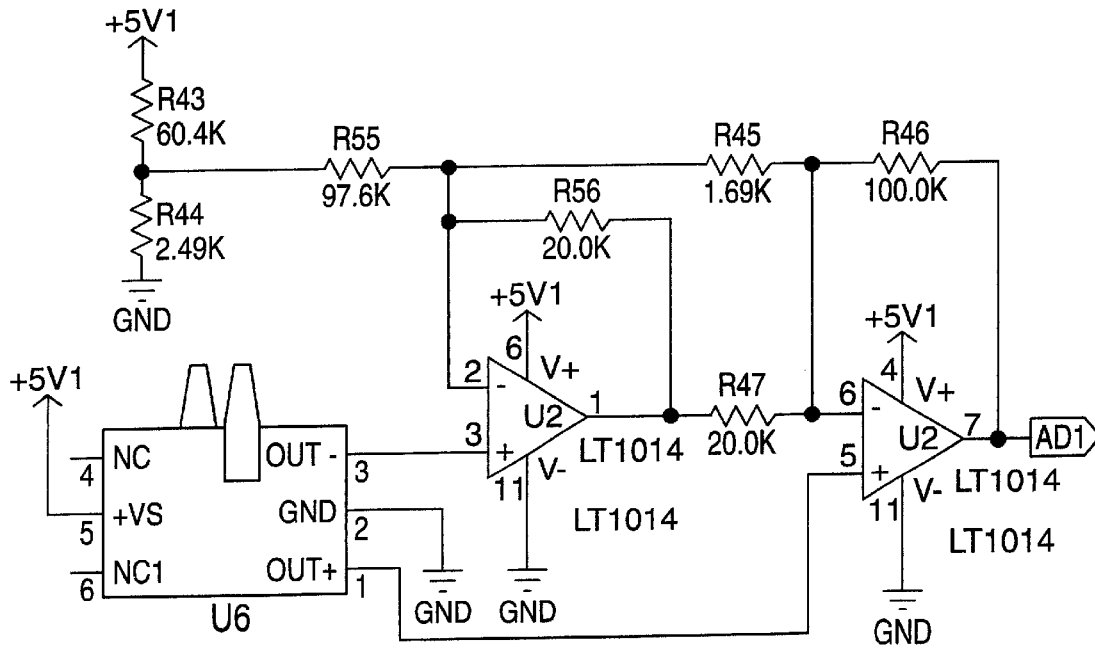 +5V1
R43
60.4K
R44
2.49K
GND
R55
97.6K
R45
1.69K
R46
100.0K
R56
20.0K
+5V1
6
V+
2
-
U2
1
3
+
V-
11
LT1014
LT1014
GND
R47
20.0K
+5V1
4
V+
6
-
U2
7
5
+
V-
11
LT1014
LT1014
GND
AD1
+5V1
4
NC
OUT -
3
5
+VS
GND
2
6
NC1
OUT+
1
U6
GND